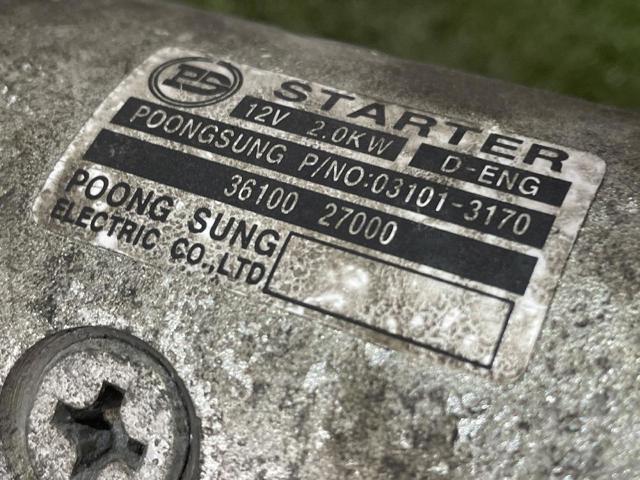 PS STARTER
12V 2.0KW D-ENG
POONGSUNG P/NO:03101-3170
36100 27000
POONG SUNG
ELECTRIC CO.,LTD